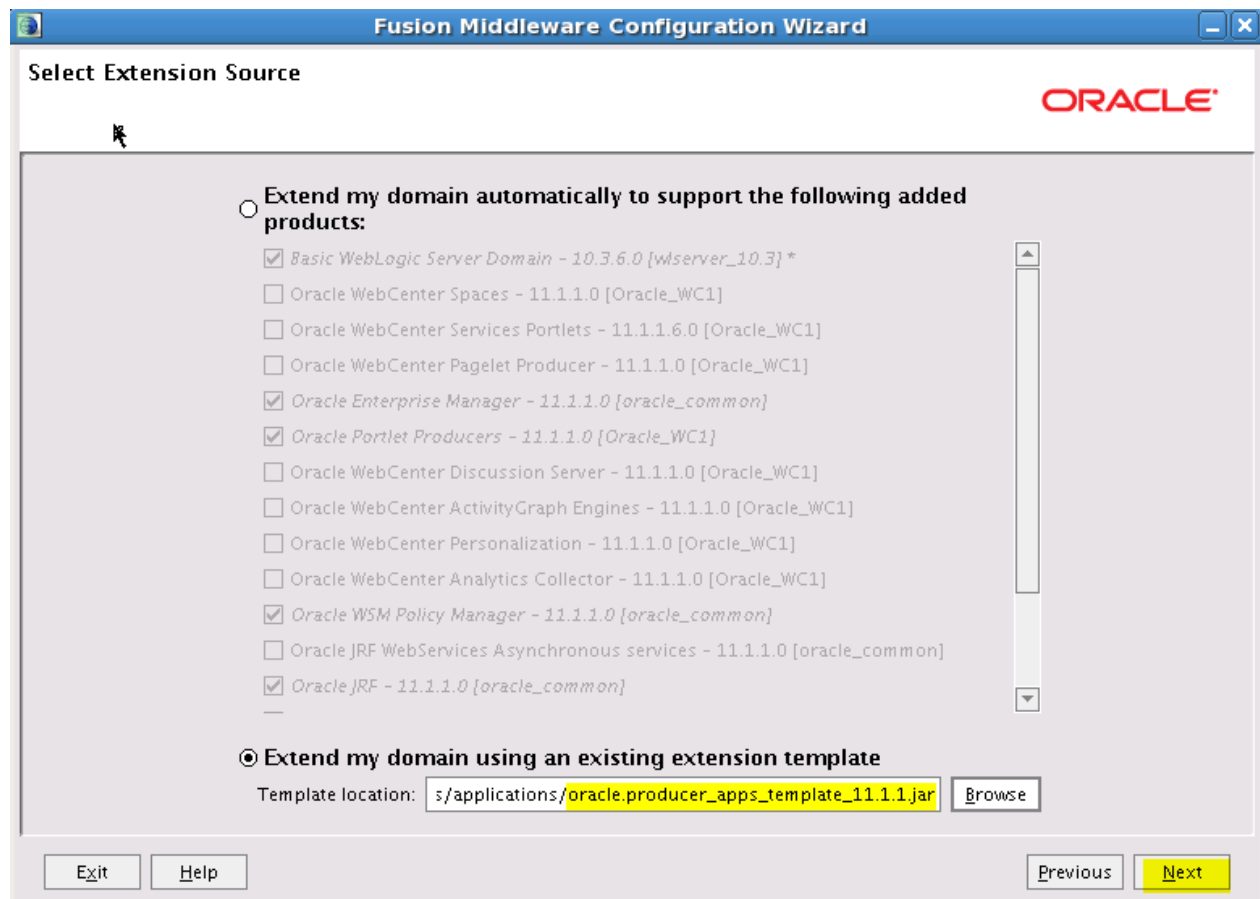 Fusion Middleware Configuration Wizard
Select Extension Source
ORACLE
Extend my domain automatically to support the following added
products:
Basic WebLogic Server Domain - 10.3.6.0 [wlserver_10.3] *
Oracle WebCenter Spaces - 11.1.1.0 [Oracle_WC1]
Oracle WebCenter Services Portlets - 11.1.1.6.0 [Oracle_WC1]
Oracle WebCenter Pagelet Producer - 11.1.1.0 [Oracle_WC1]
Oracle Enterprise Manager - 11.1.1.0 [oracle_common]
Oracle Portlet Producers - 11.1.1.0 [Oracle_WC1]
Oracle WebCenter Discussion Server - 11.1.1.0 [Oracle_WC1]
Oracle WebCenter ActivityGraph Engines - 11.1.1.0 [Oracle_WC1]
Oracle WebCenter Personalization - 11.1.1.0 [Oracle_WC1]
Oracle WebCenter Analytics Collector - 11.1.1.0 [Oracle_WC1]
Oracle WSM Policy Manager - 11.1.1.0 [oracle_common]
Oracle JRF WebServices Asynchronous services - 11.1.1.0 [oracle_common]
Oracle JRF - 11.1.1.0 [oracle_common]
Extend my domain using an existing extension template
Template location: s/applications/oracle.producer_apps_template_11.1.1.jar Browse
Exit Help Previous Next